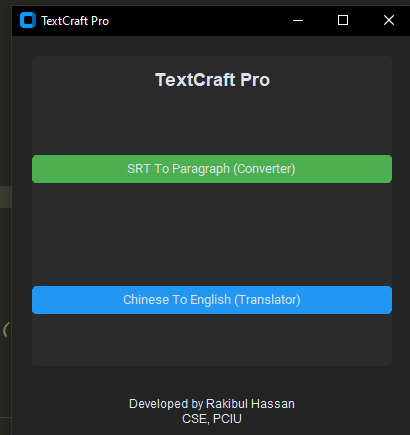 TextCraft Pro
TextCraft Pro
SRT To Paragraph (Converter)
Chinese To English (Translator)
Developed by Rakibul Hassan
CSE, PCIU